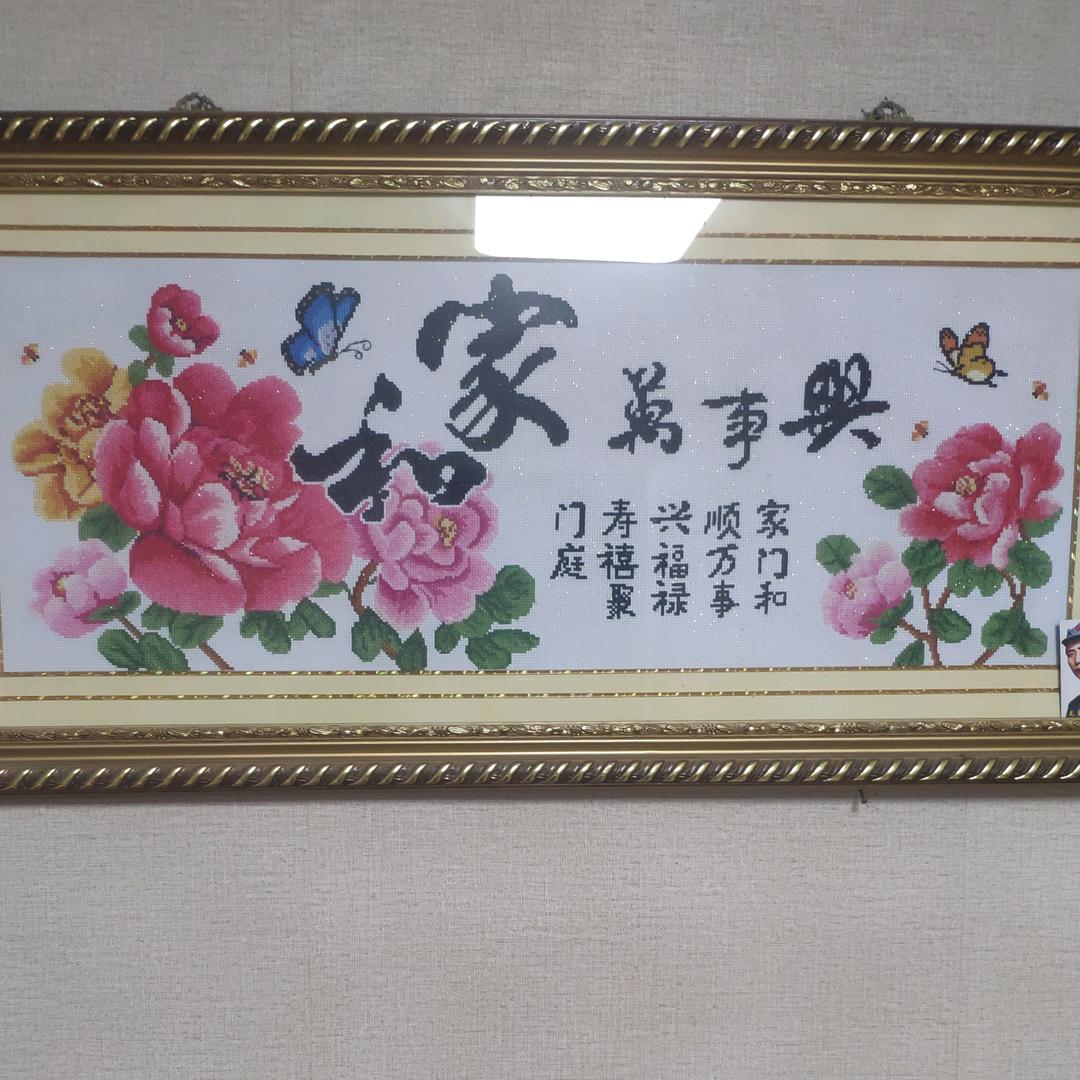 家和萬事興
家门和
顺万事
兴福禄
寿禧聚
门庭